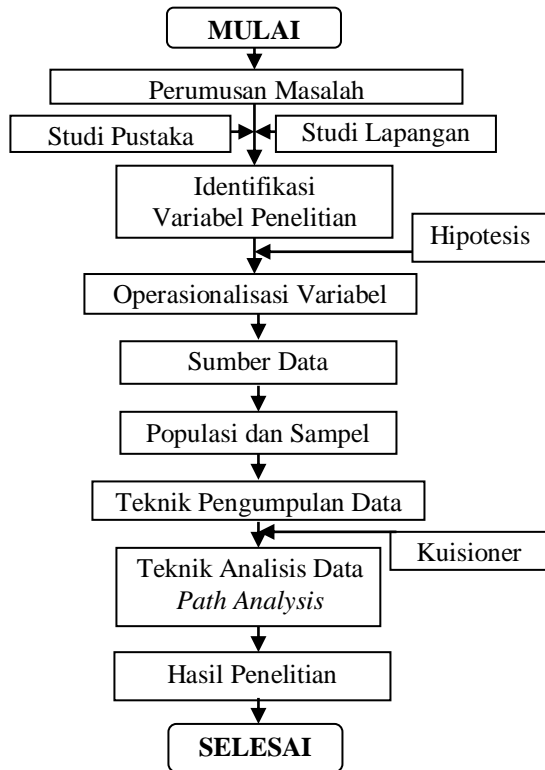 MULAI
Perumusan Masalah
Studi Pustaka
Studi Lapangan
Identifikasi
Variabel Penelitian
Hipotesis
Operasionalisasi Variabel
Sumber Data
Populasi dan Sampel
Teknik Pengumpulan Data
Kuisioner
Teknik Analisis Data
Path Analysis
Hasil Penelitian
SELESAI